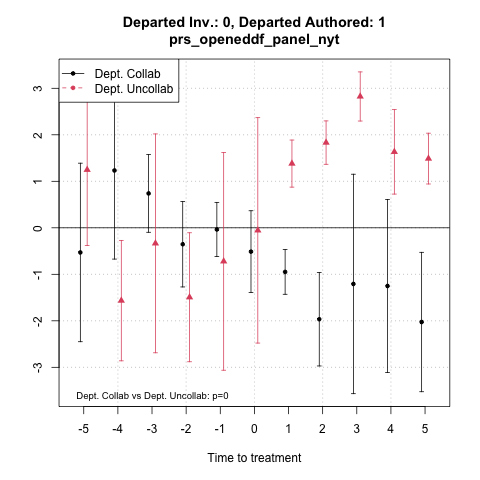 Departed Inv.: 0, Departed Authored: 1
prs_openeddf_panel_nyt
Dept. Collab
Dept. Uncollab
3
2
1
0
-1
-2
-3
Dept. Collab vs Dept. Uncollab: p=0
-5 -4 -3 -2 -1 0 1 2 3 4 5
Time to treatment